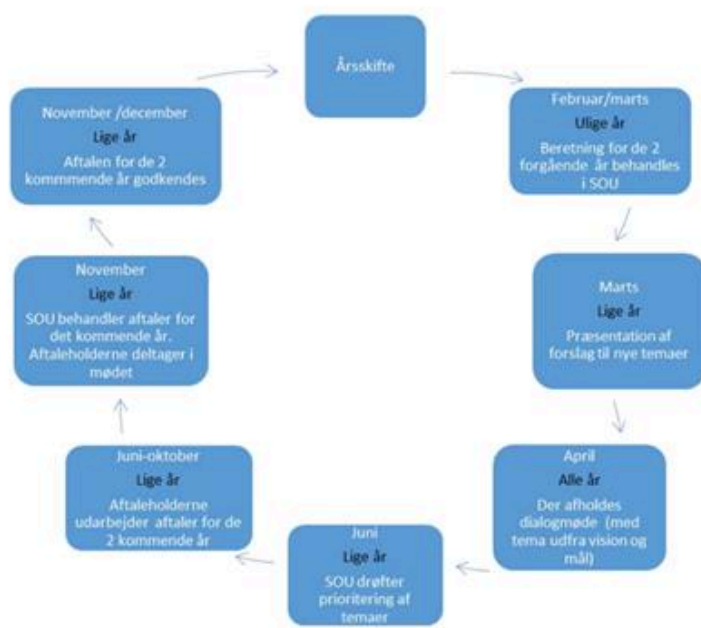 Årsskifte
Februar/marts
Ulige år
Beretning for de 2
forgående år behandles
i SOU
Marts
Lige år
Præsentation af
forslag til nye temaer
April
Alle år
Der afholdes
dialogmøde (med
tema udfra vision og
mål)
Juni
Lige år
SOU drøfter
prioritering af
temaer
Juni-oktober
Lige år
Aftaleholderne
udarbejder aftaler for de
2 kommende år
November
Lige år
SOU behandler aftaler for
det kommende år.
Aftaleholderne deltager i
mødet
November /december
Lige år
Aftalen for de 2
kommmende år godkendes